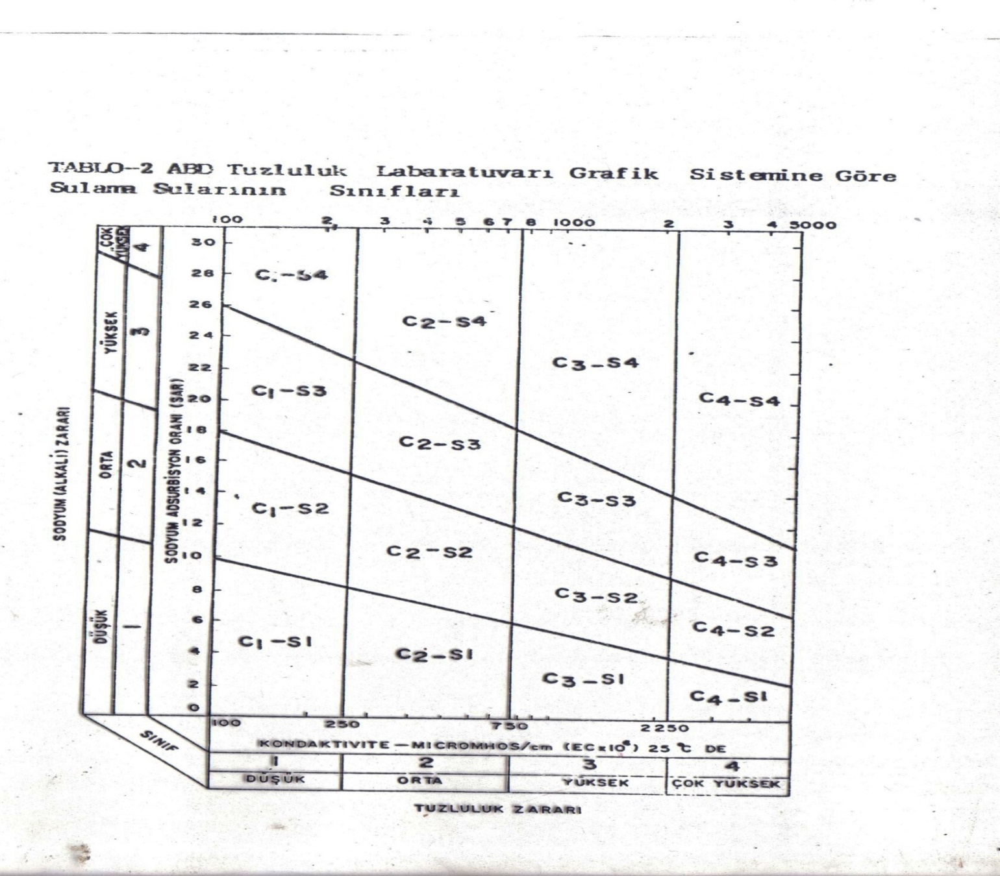 TABLO--2 ABD Tuzluluk Labaratuvarı Grafik Sistemine Göre
Sulama Sularının Sınıfları
100 2 3 4 5 6 7 8 1000 2 3 4 5000
ÇOK YÜKSEK 4
YÜKSEK 3
ORTA 2
DÜŞÜK 1
SINIF
SODYUM (ALKALİ) ZARARI
SODYUM ADSURBİSYON ORANI (SAR)
30
28
26
24
22
20
18
16
14
12
10
8
6
4
2
0
C1-S4
C2-S4
C3-S4
C4-S4
C1-S3
C2-S3
C3-S3
C4-S3
C1-S2
C2-S2
C3-S2
C4-S2
C1-S1
C2-S1
C3-S1
C4-S1
100 250 750 2250
KONDAKTIVITE-MICROMHOS/cm (ECx10⁶) 25 °C DE
1 2 3 4
DÜŞÜK ORTA YÜKSEK ÇOK YÜKSEK
TUZLULUK ZARARI